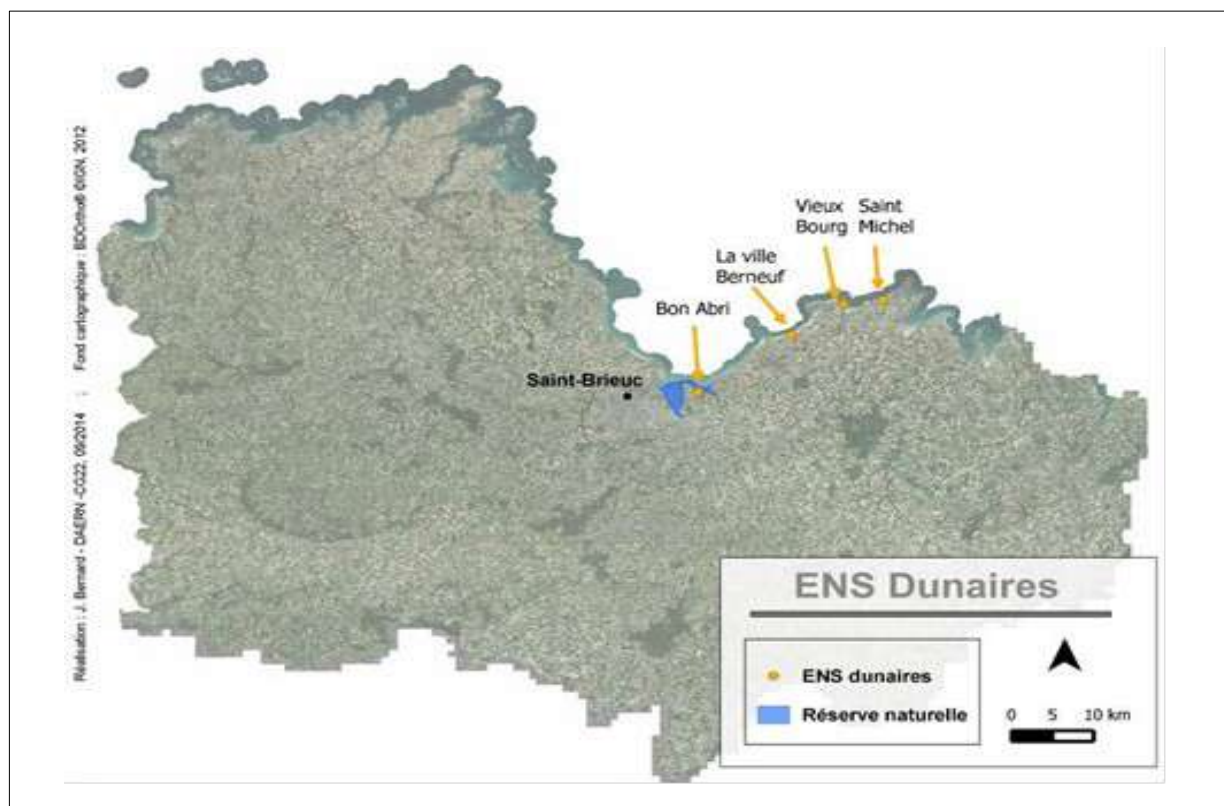 Réalisation : J. Bernard - DAERN -CG22, 09/2014 ; Fond cartographique : BDOrtho® ©IGN, 2012
Vieux Bourg
Saint Michel
La ville Berneuf
Bon Abri
Saint-Brieuc
ENS Dunaires
ENS dunaires
Réserve naturelle
0 5 10 km